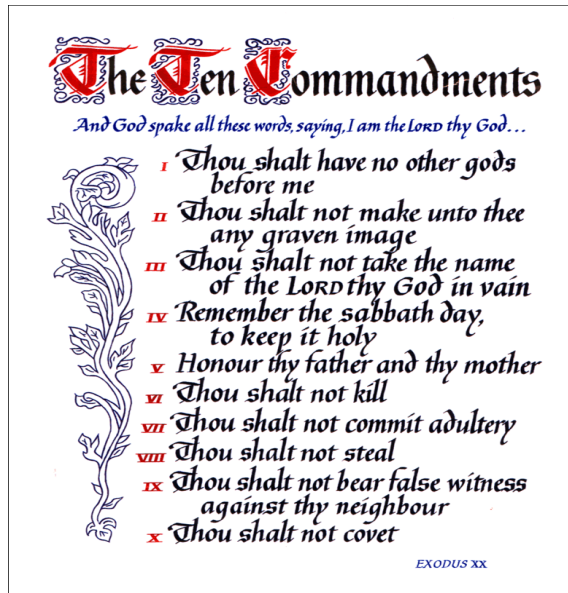 The Ten Commandments
And God spake all these words, saying, I am the LORD thy God...
I Thou shalt have no other gods
before me
II Thou shalt not make unto thee
any graven image
III Thou shalt not take the name
of the LORD thy God in vain
IV Remember the sabbath day,
to keep it holy
V Honour thy father and thy mother
VI Thou shalt not kill
VII Thou shalt not commit adultery
VIII Thou shalt not steal
IX Thou shalt not bear false witness
against thy neighbour
X Thou shalt not covet
EXODUS XX